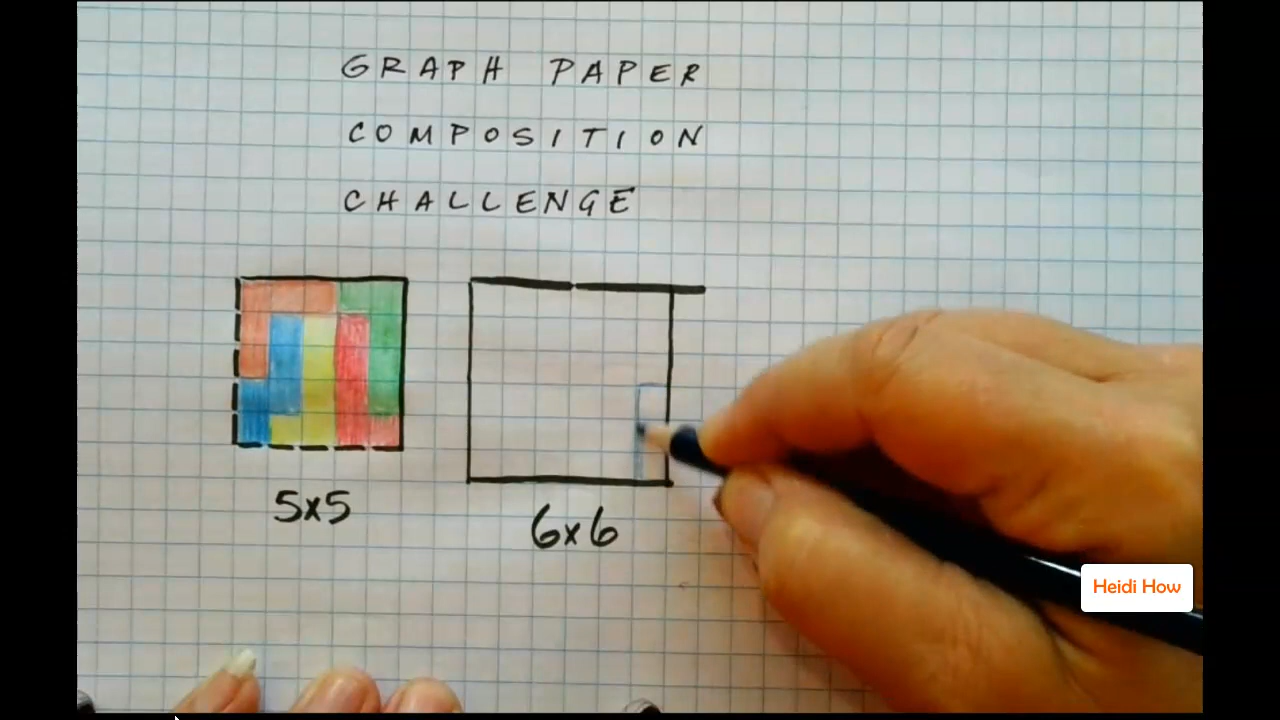 GRAPH PAPER
COMPOSITION
CHALLENGE
5x5
6x6
Heidi How